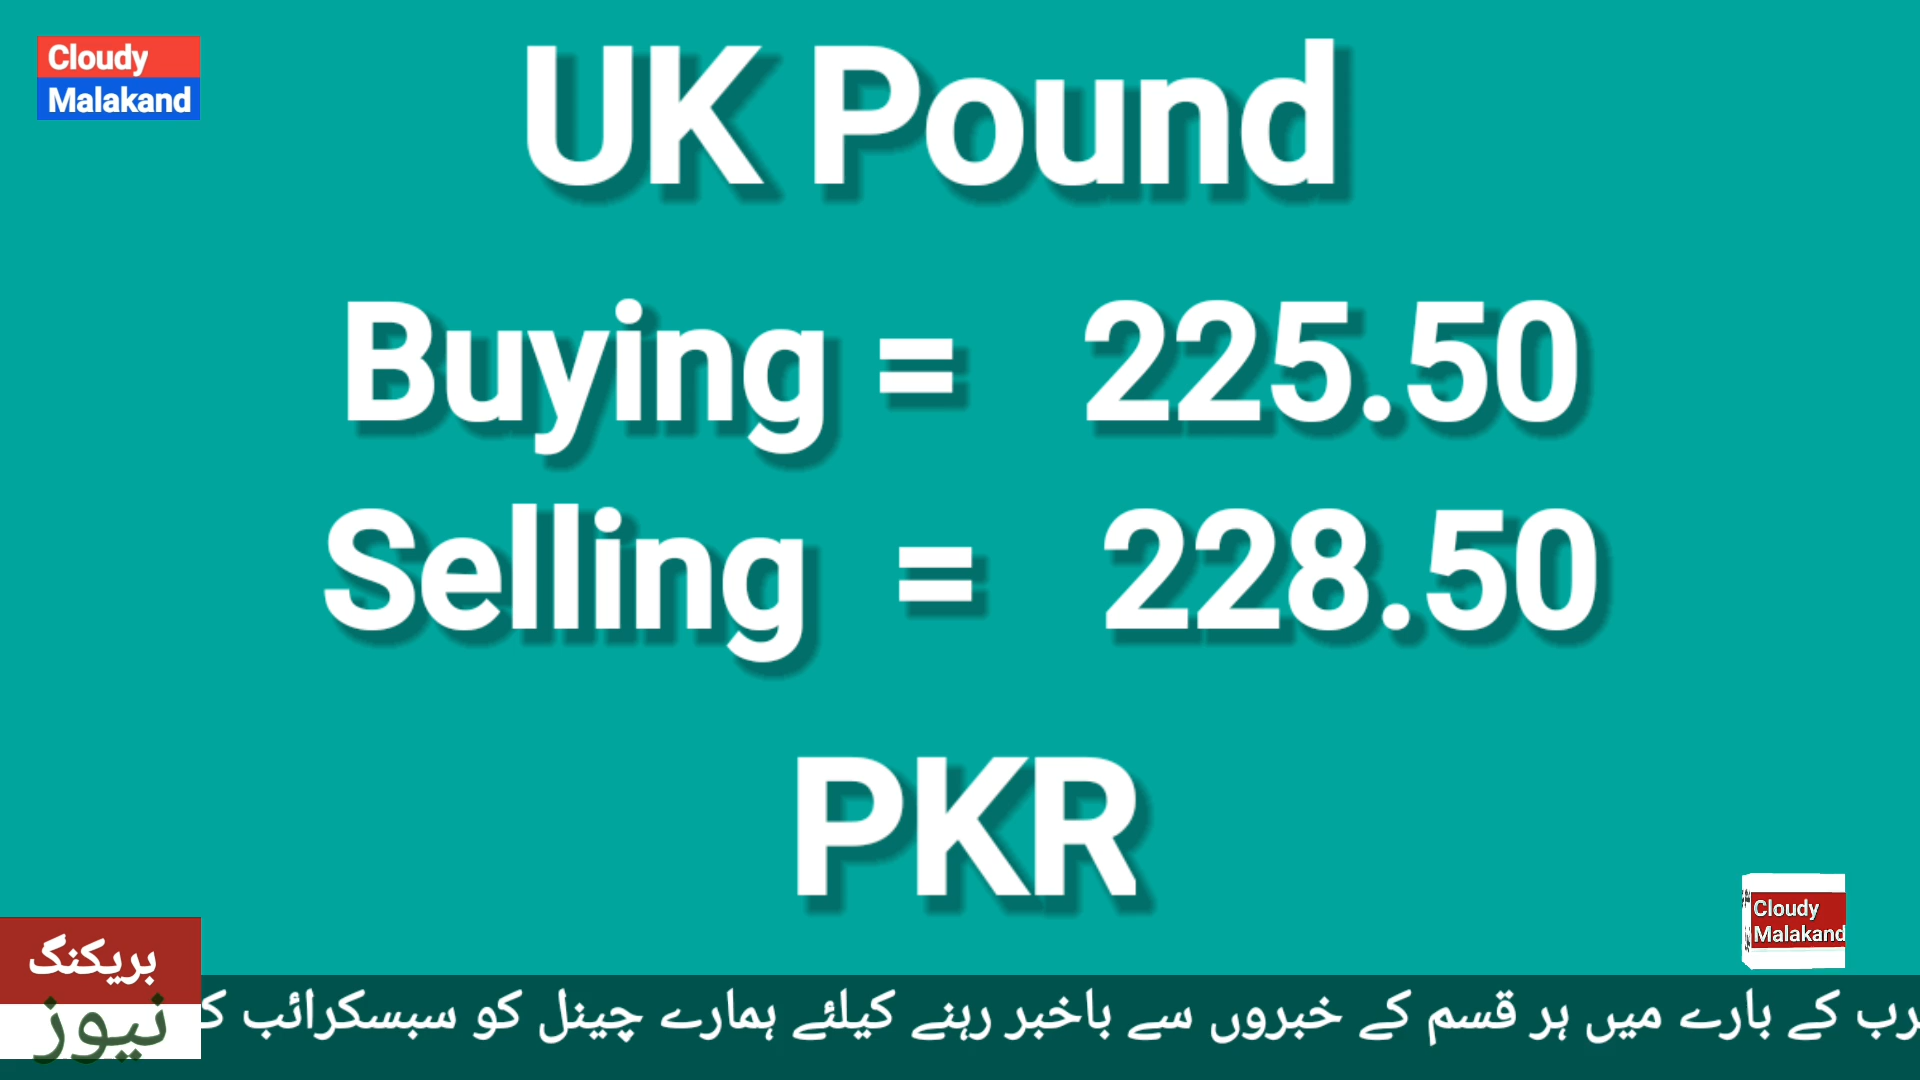 Cloudy
Malakand
UK Pound
Buying = 225.50
Selling = 228.50
PKR
Cloudy
Malakand
بریکنگ
نیوز
کے بارے میں ہر قسم کے خبروں سے باخبر رہنے کیلئے ہمارے چینل کو سبسکرائب